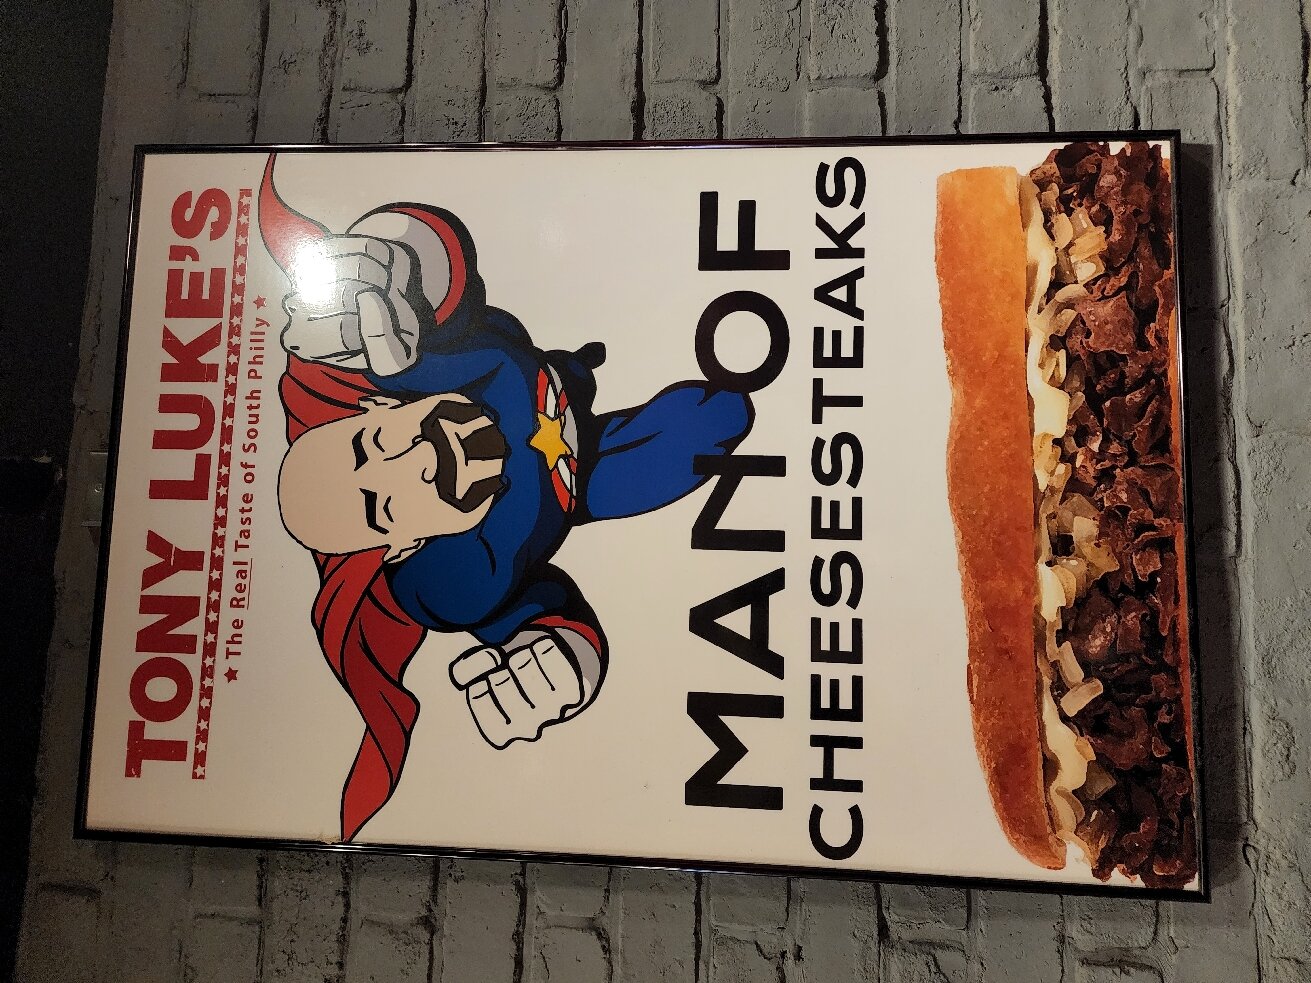 TONY LUKE'S
The Real Taste of South Philly
MAN OF
CHEESESTEAKS